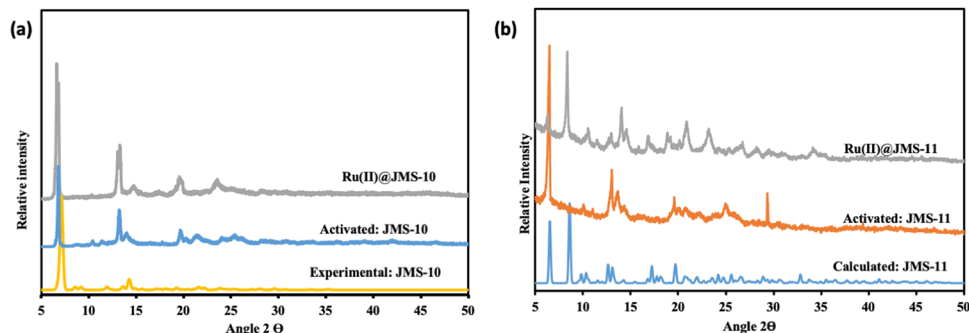 (a)
Relative intensity
Ru(II)@JMS-10
Activated: JMS-10
Experimental: JMS-10
5 10 15 20 25 30 35 40 45 50
Angle 2 Θ
(b)
Relative Intensity
Ru(II)@JMS-11
Activated: JMS-11
Calculated: JMS-11
5 10 15 20 25 30 35 40 45 50
Angle 2Θ